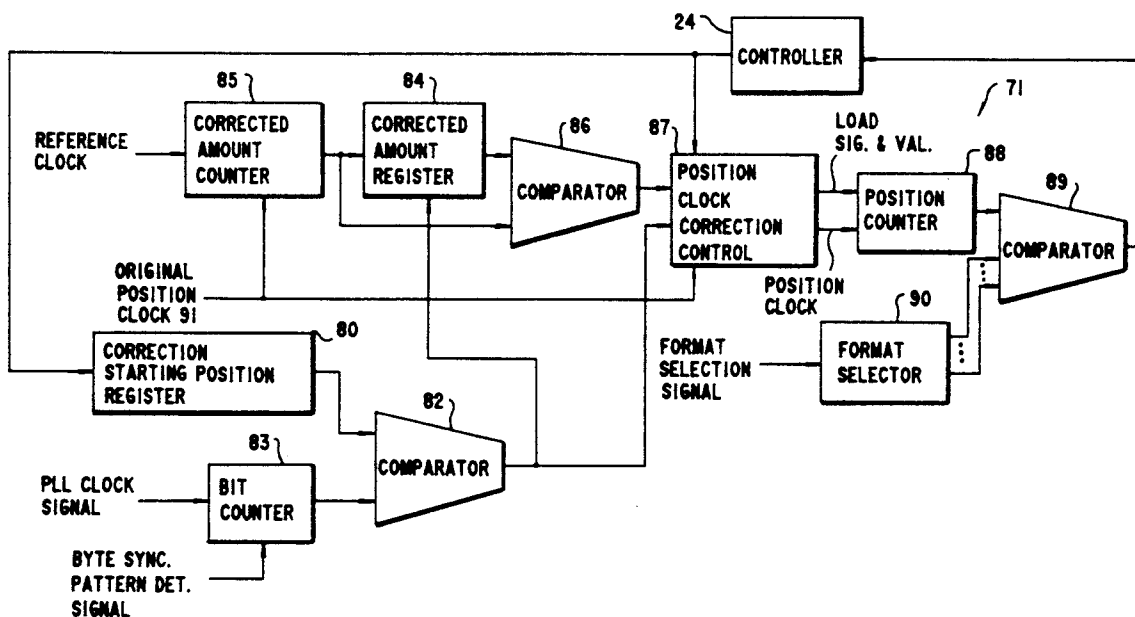 24
CONTROLLER
85
CORRECTED
AMOUNT
COUNTER
84
CORRECTED
AMOUNT
REGISTER
REFERENCE
CLOCK
86
COMPARATOR
87
POSITION
CLOCK
CORRECTION
CONTROL
LOAD
SIG. & VAL.
71
88
POSITION
COUNTER
89
COMPARATOR
POSITION
CLOCK
ORIGINAL
POSITION
CLOCK 91
80
CORRECTION
STARTING POSITION
REGISTER
90
FORMAT
SELECTOR
FORMAT
SELECTION
SIGNAL
82
COMPARATOR
83
BIT
COUNTER
PLL CLOCK
SIGNAL
BYTE SYNC.
PATTERN DET.
SIGNAL